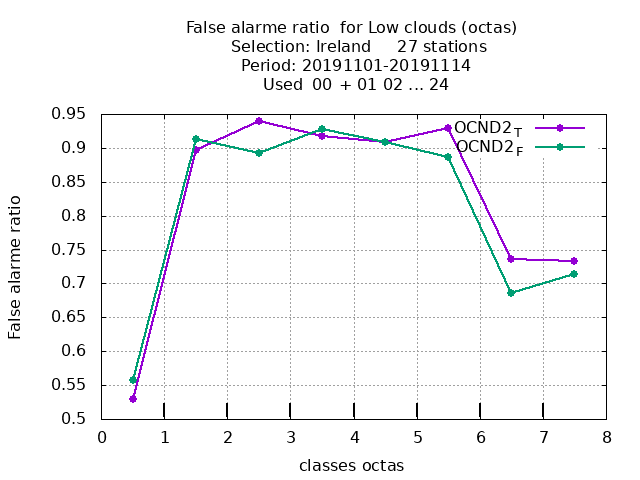 False alarme ratio  for Low clouds (octas)
Selection: Ireland     27 stations
Period: 20191101-20191114
Used  00  + 01 02 ... 24
0.95
0.9
0.85
0.8
0.75
0.7
0.65
0.6
0.55
0.5
False alarme ratio
OCND2T
OCND2F
0 1 2 3 4 5 6 7 8
classes octas